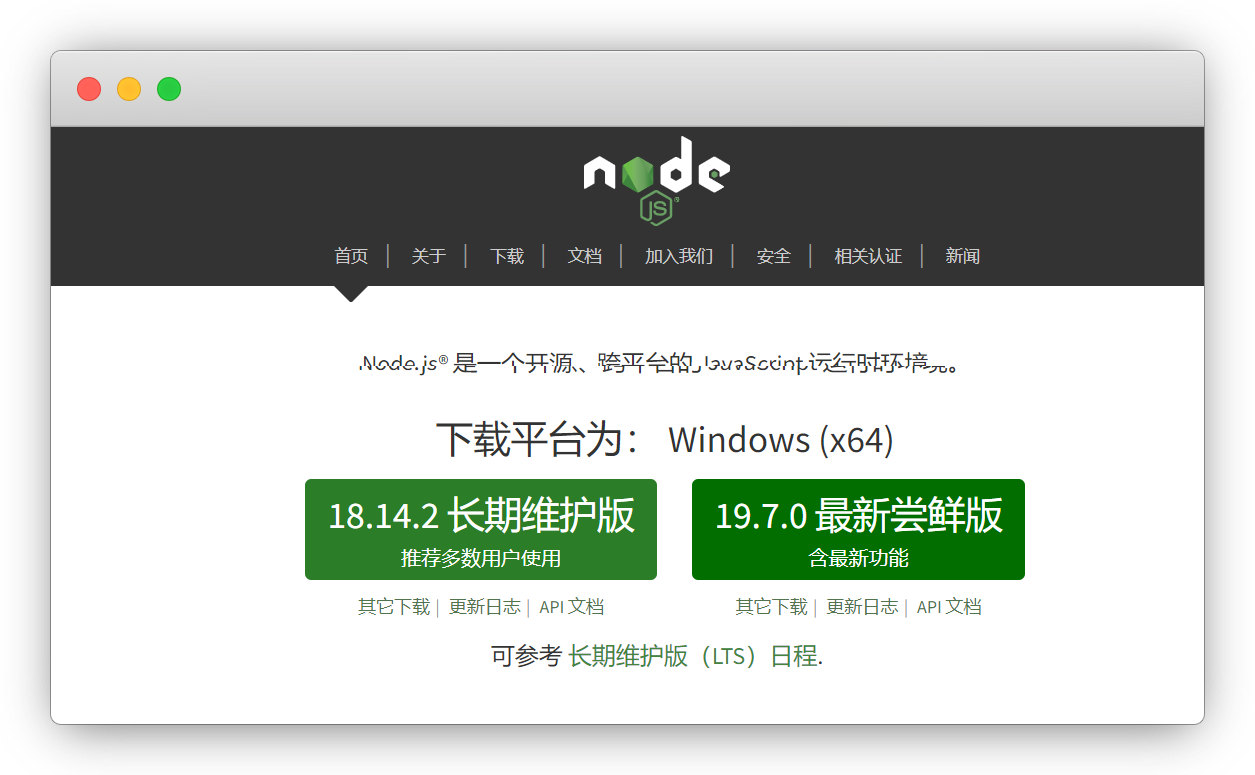 node
JS®
首页 | 关于 | 下载 | 文档 | 加入我们 | 安全 | 相关认证 | 新闻
Node.js® 是一个开源、跨平台的 JavaScript 运行时环境。
下载平台为： Windows (x64)
18.14.2 长期维护版
推荐多数用户使用
其它下载 | 更新日志 | API 文档
19.7.0 最新尝鲜版
含最新功能
其它下载 | 更新日志 | API 文档
可参考 长期维护版（LTS）日程.